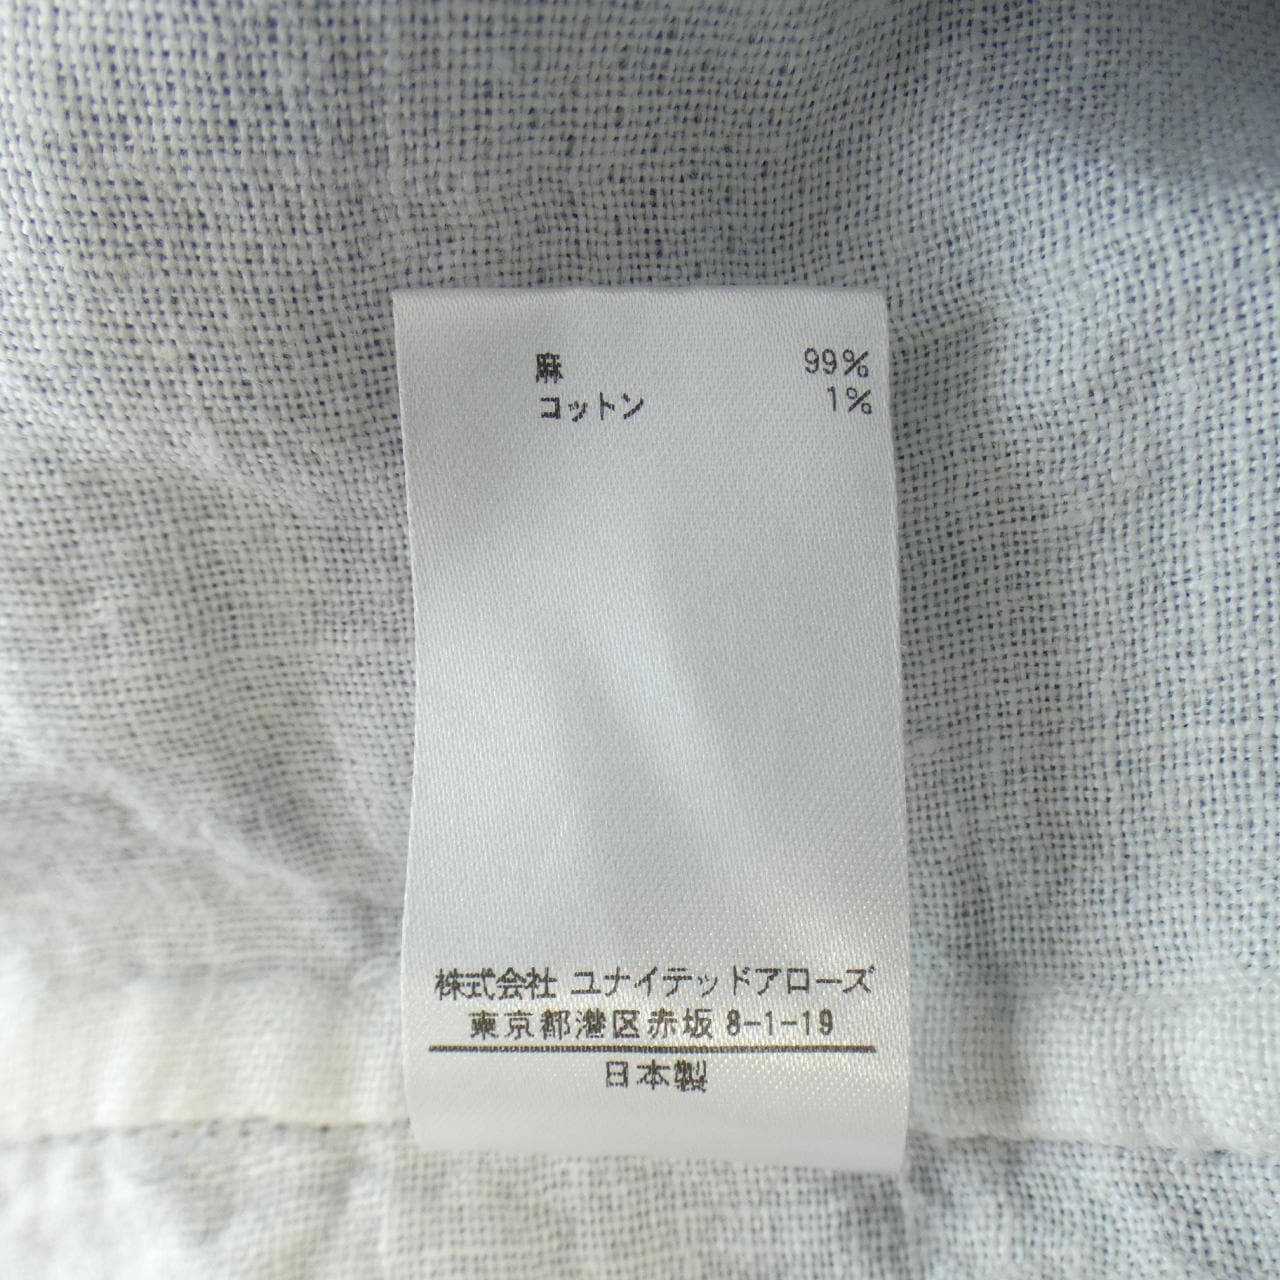 麻 99%
コットン 1%
株式会社 ユナイテッドアローズ
東京都港区赤坂 8-1-19
日本製